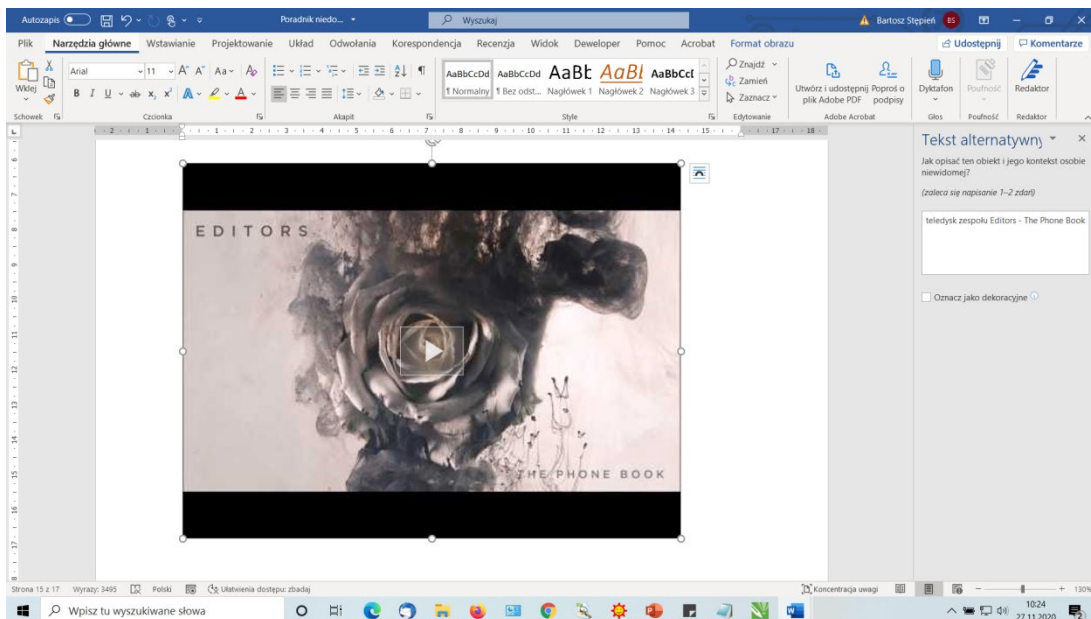 Autozapis
Poradnik niedo...
Wyszukaj
Bartosz Stępień
BS
Plik
Narzędzia główne
Wstawianie
Projektowanie
Układ
Odwołania
Korespondencja
Recenzja
Widok
Deweloper
Pomoc
Acrobat
Format obrazu
Udostępnij
Komentarze
Wklej
Arial
11
AaBbCcDd
AaBbCcDd
AaBb
AaBb
AaBbCcI
¶ Normalny
¶ Bez odst...
Nagłówek 1
Nagłówek 2
Nagłówek 3
Znajdź
Zamień
Zaznacz
Utwórz i udostępnij
plik Adobe PDF
Poproś o
podpisy
Dyktafon
Poufność
Redaktor
Schowek
Czcionka
Akapit
Style
Edytowanie
Adobe Acrobat
Głos
Poufność
Redaktor
Tekst alternatywny
Jak opisać ten obiekt i jego kontekst osobie
niewidomej?
(zaleca się napisanie 1–2 zdań)
teledysk zespołu Editors - The Phone Book
Oznacz jako dekoracyjne
EDITORS
THE PHONE BOOK
Strona 15 z 17
Wyrazy: 3495
Polski
Ułatwienia dostępu: zbadaj
Koncentracja uwagi
130%
Wpisz tu wyszukiwane słowa
10:24
27.11.2020